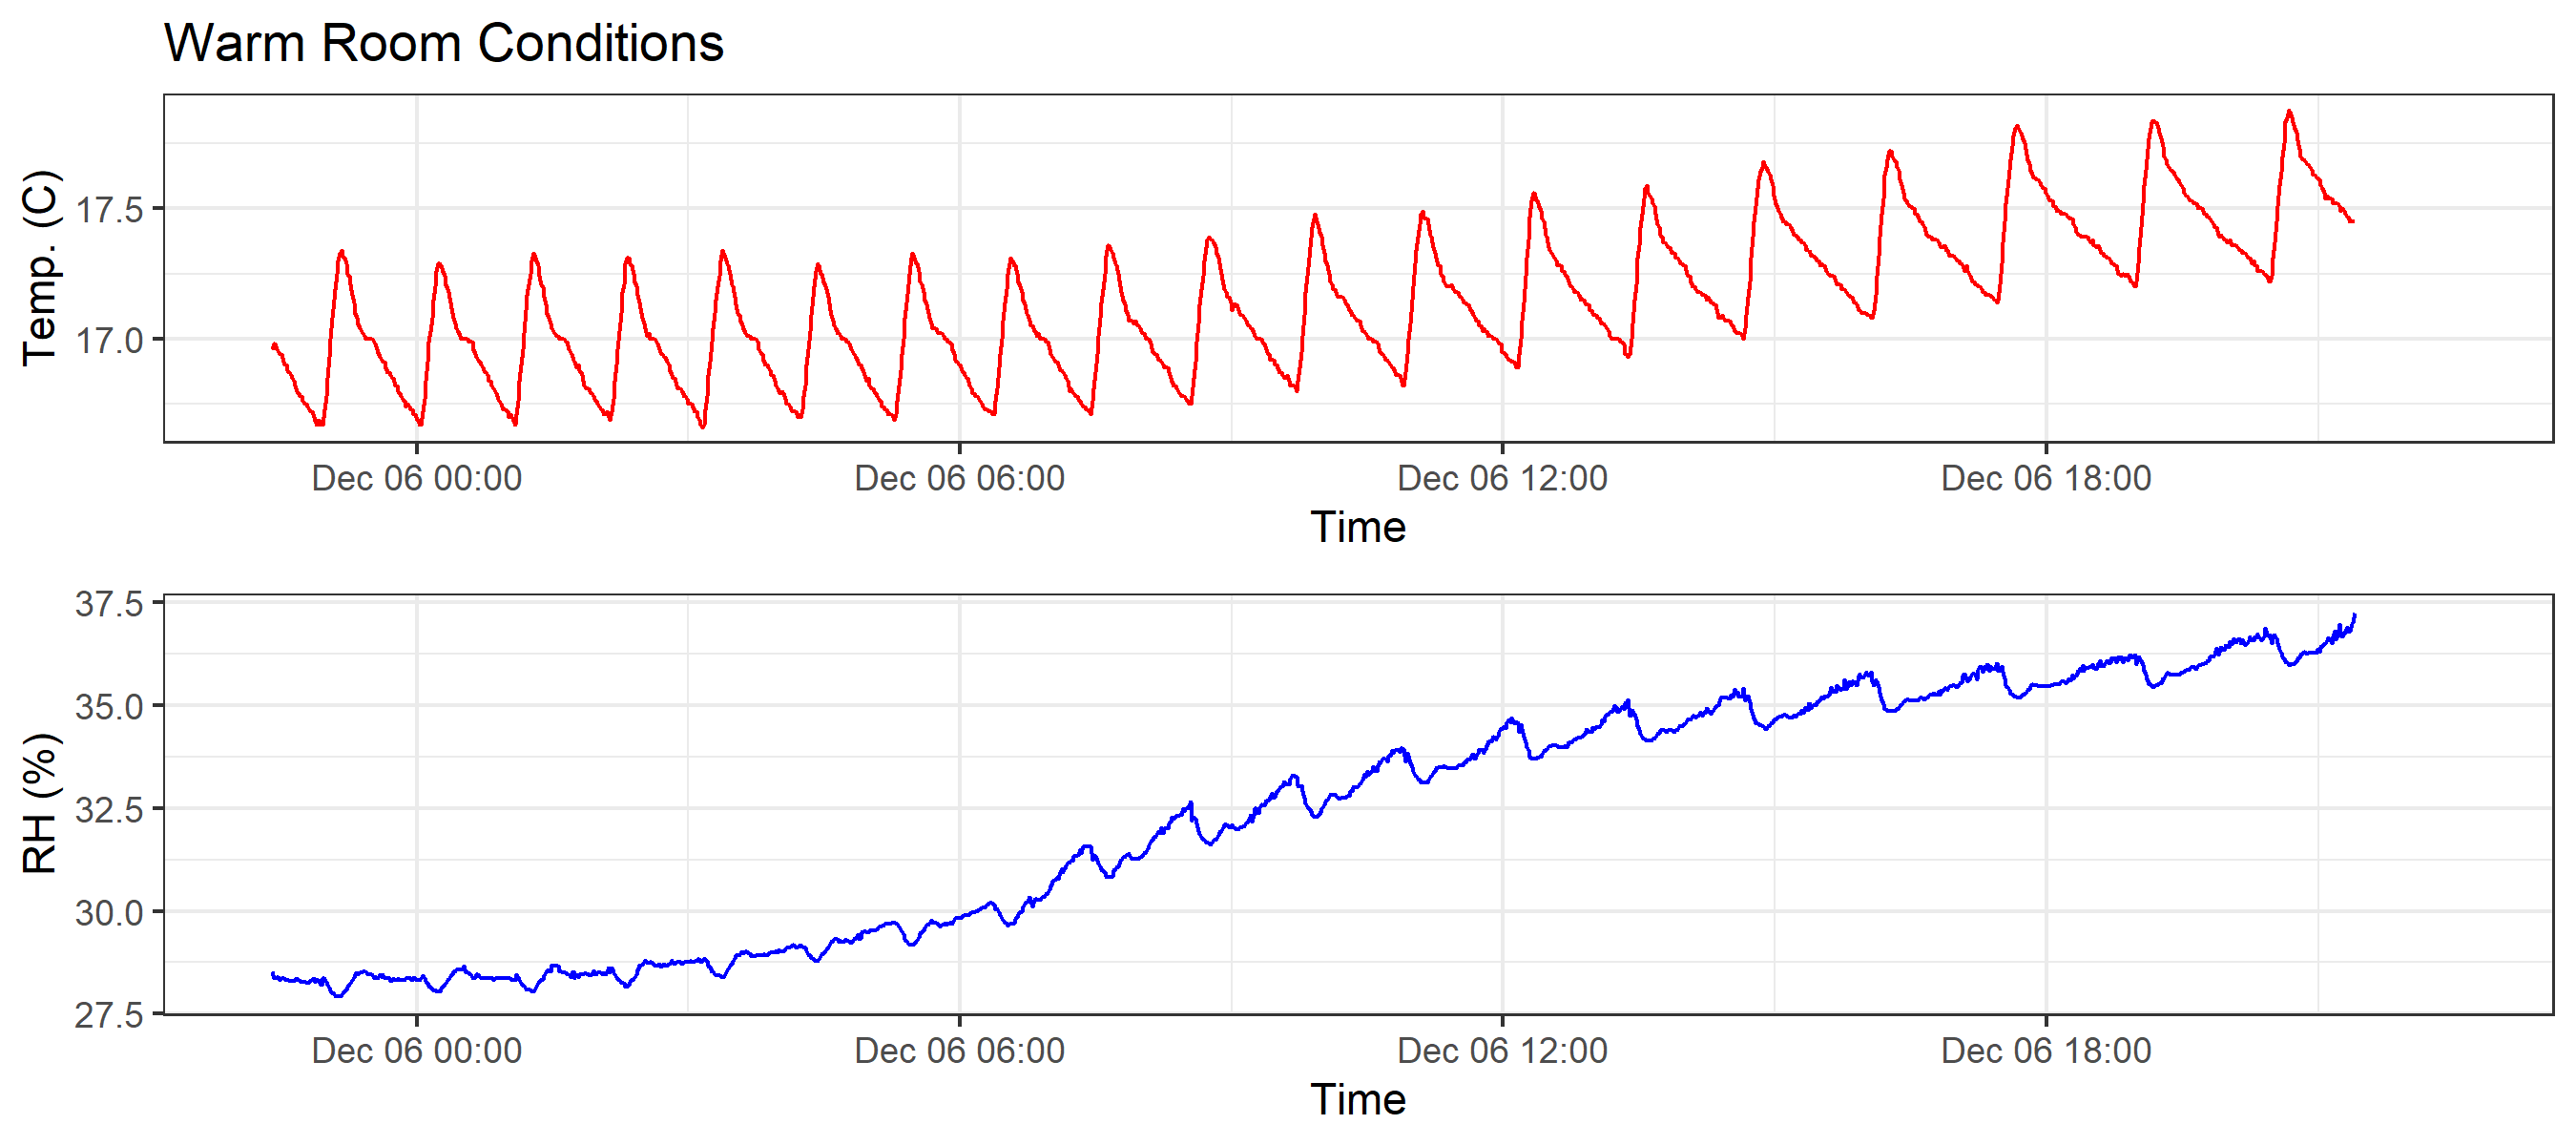 Warm Room Conditions
Temp. (C)
17.5
17.0
Dec 06 00:00 Dec 06 06:00 Dec 06 12:00 Dec 06 18:00
Time
RH (%)
37.5
35.0
32.5
30.0
27.5
Dec 06 00:00 Dec 06 06:00 Dec 06 12:00 Dec 06 18:00
Time